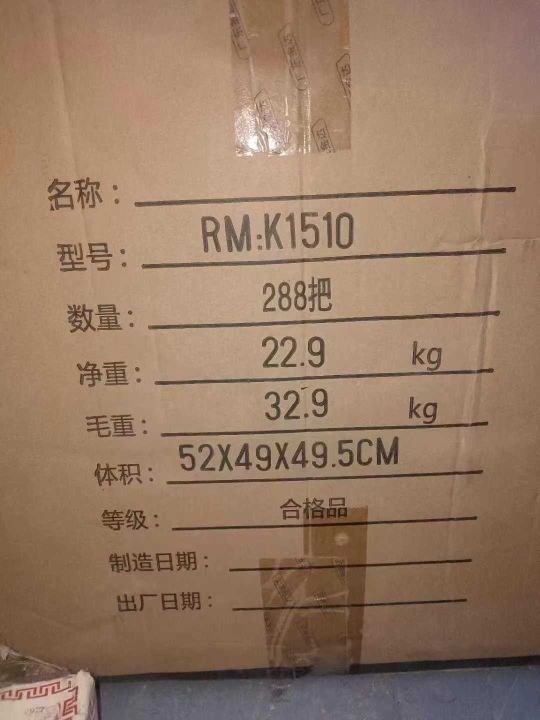 名称：
型号： RM:K1510
数量： 288把
净重： 22.9 kg
毛重： 32.9 kg
体积： 52X49X49.5CM
等级： 合格品
制造日期：
出厂日期：